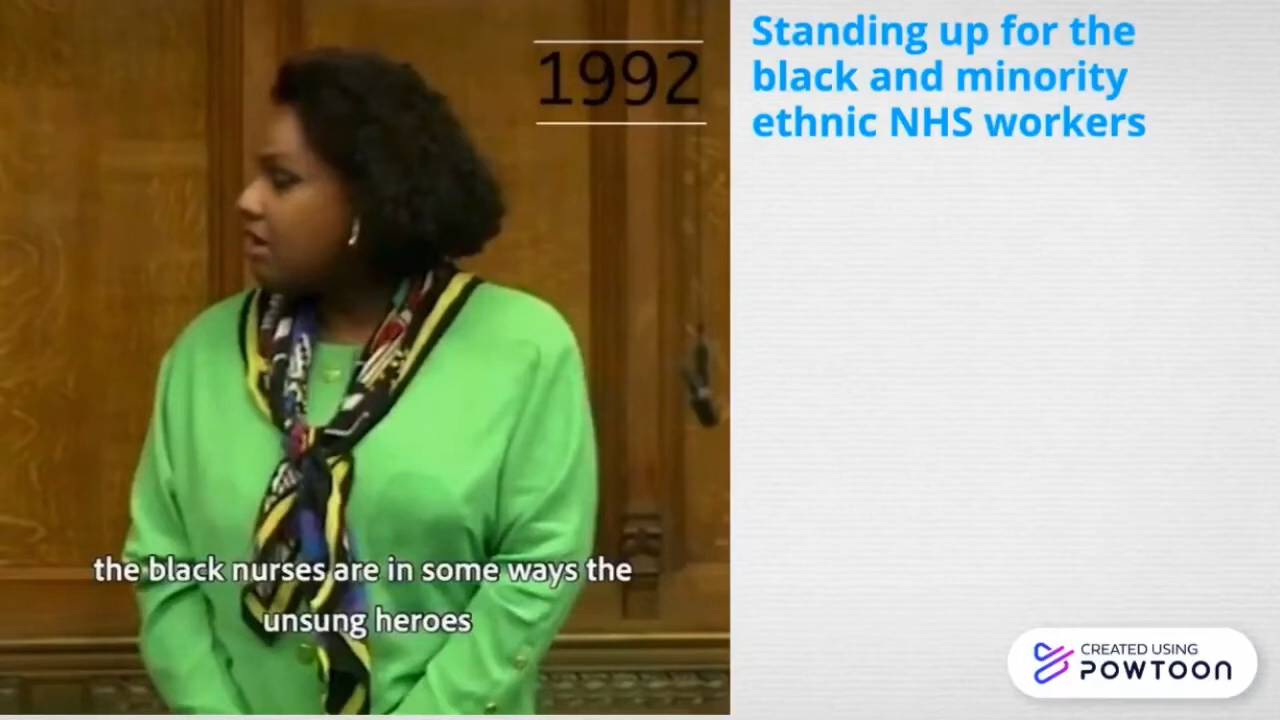 1992
the black nurses are in some ways the
unsung heroes
Standing up for the
black and minority
ethnic NHS workers
CREATED USING
POWTOON